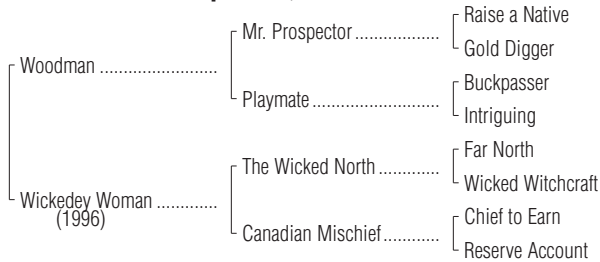 Raise a Native
Mr. Prospector ..................
Gold Digger
Woodman .........................
Buckpasser
Playmate ...........................
Intriguing
Far North
The Wicked North .............
Wicked Witchcraft
Wickedey Woman .............
(1996)
Chief to Earn
Canadian Mischief ............
Reserve Account